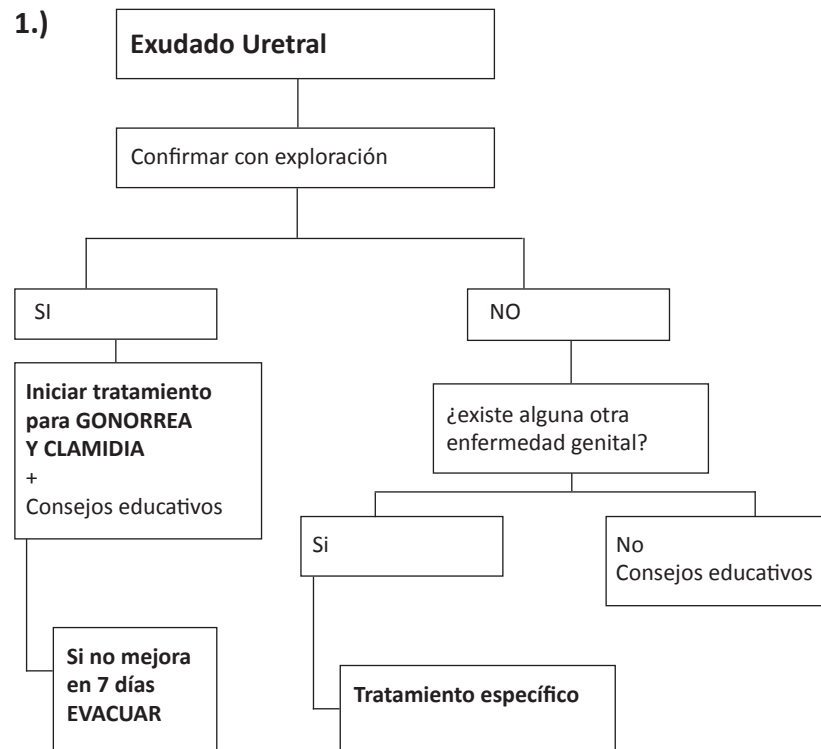 1.)
Exudado Uretral
Confirmar con exploración
SI
NO
Iniciar tratamiento
para GONORREA
Y CLAMIDIA
+
Consejos educativos
¿existe alguna otra
enfermedad genital?
Si
No
Consejos educativos
Si no mejora
en 7 días
EVACUAR
Tratamiento específico